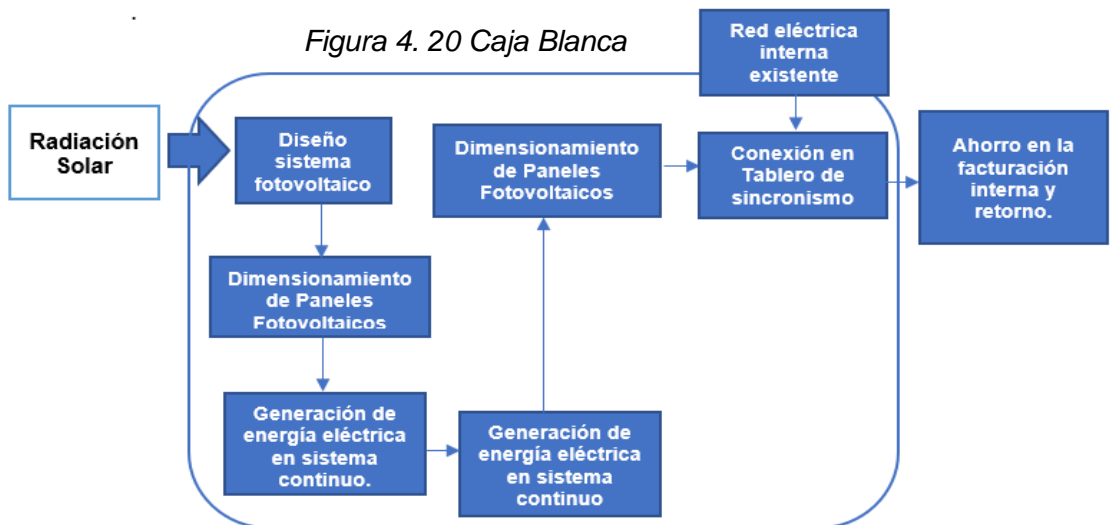 .
Figura 4. 20 Caja Blanca
Red eléctrica
interna
existente
Radiación
Solar
Diseño
sistema
fotovoltaico
Dimensionamiento
de Paneles
Fotovoltaicos
Conexión en
Tablero de
sincronismo
Ahorro en la
facturación
interna y
retorno.
Dimensionamiento
de Paneles
Fotovoltaicos
Generación de
energía eléctrica
en sistema
continuo.
Generación de
energía eléctrica
en sistema
continuo